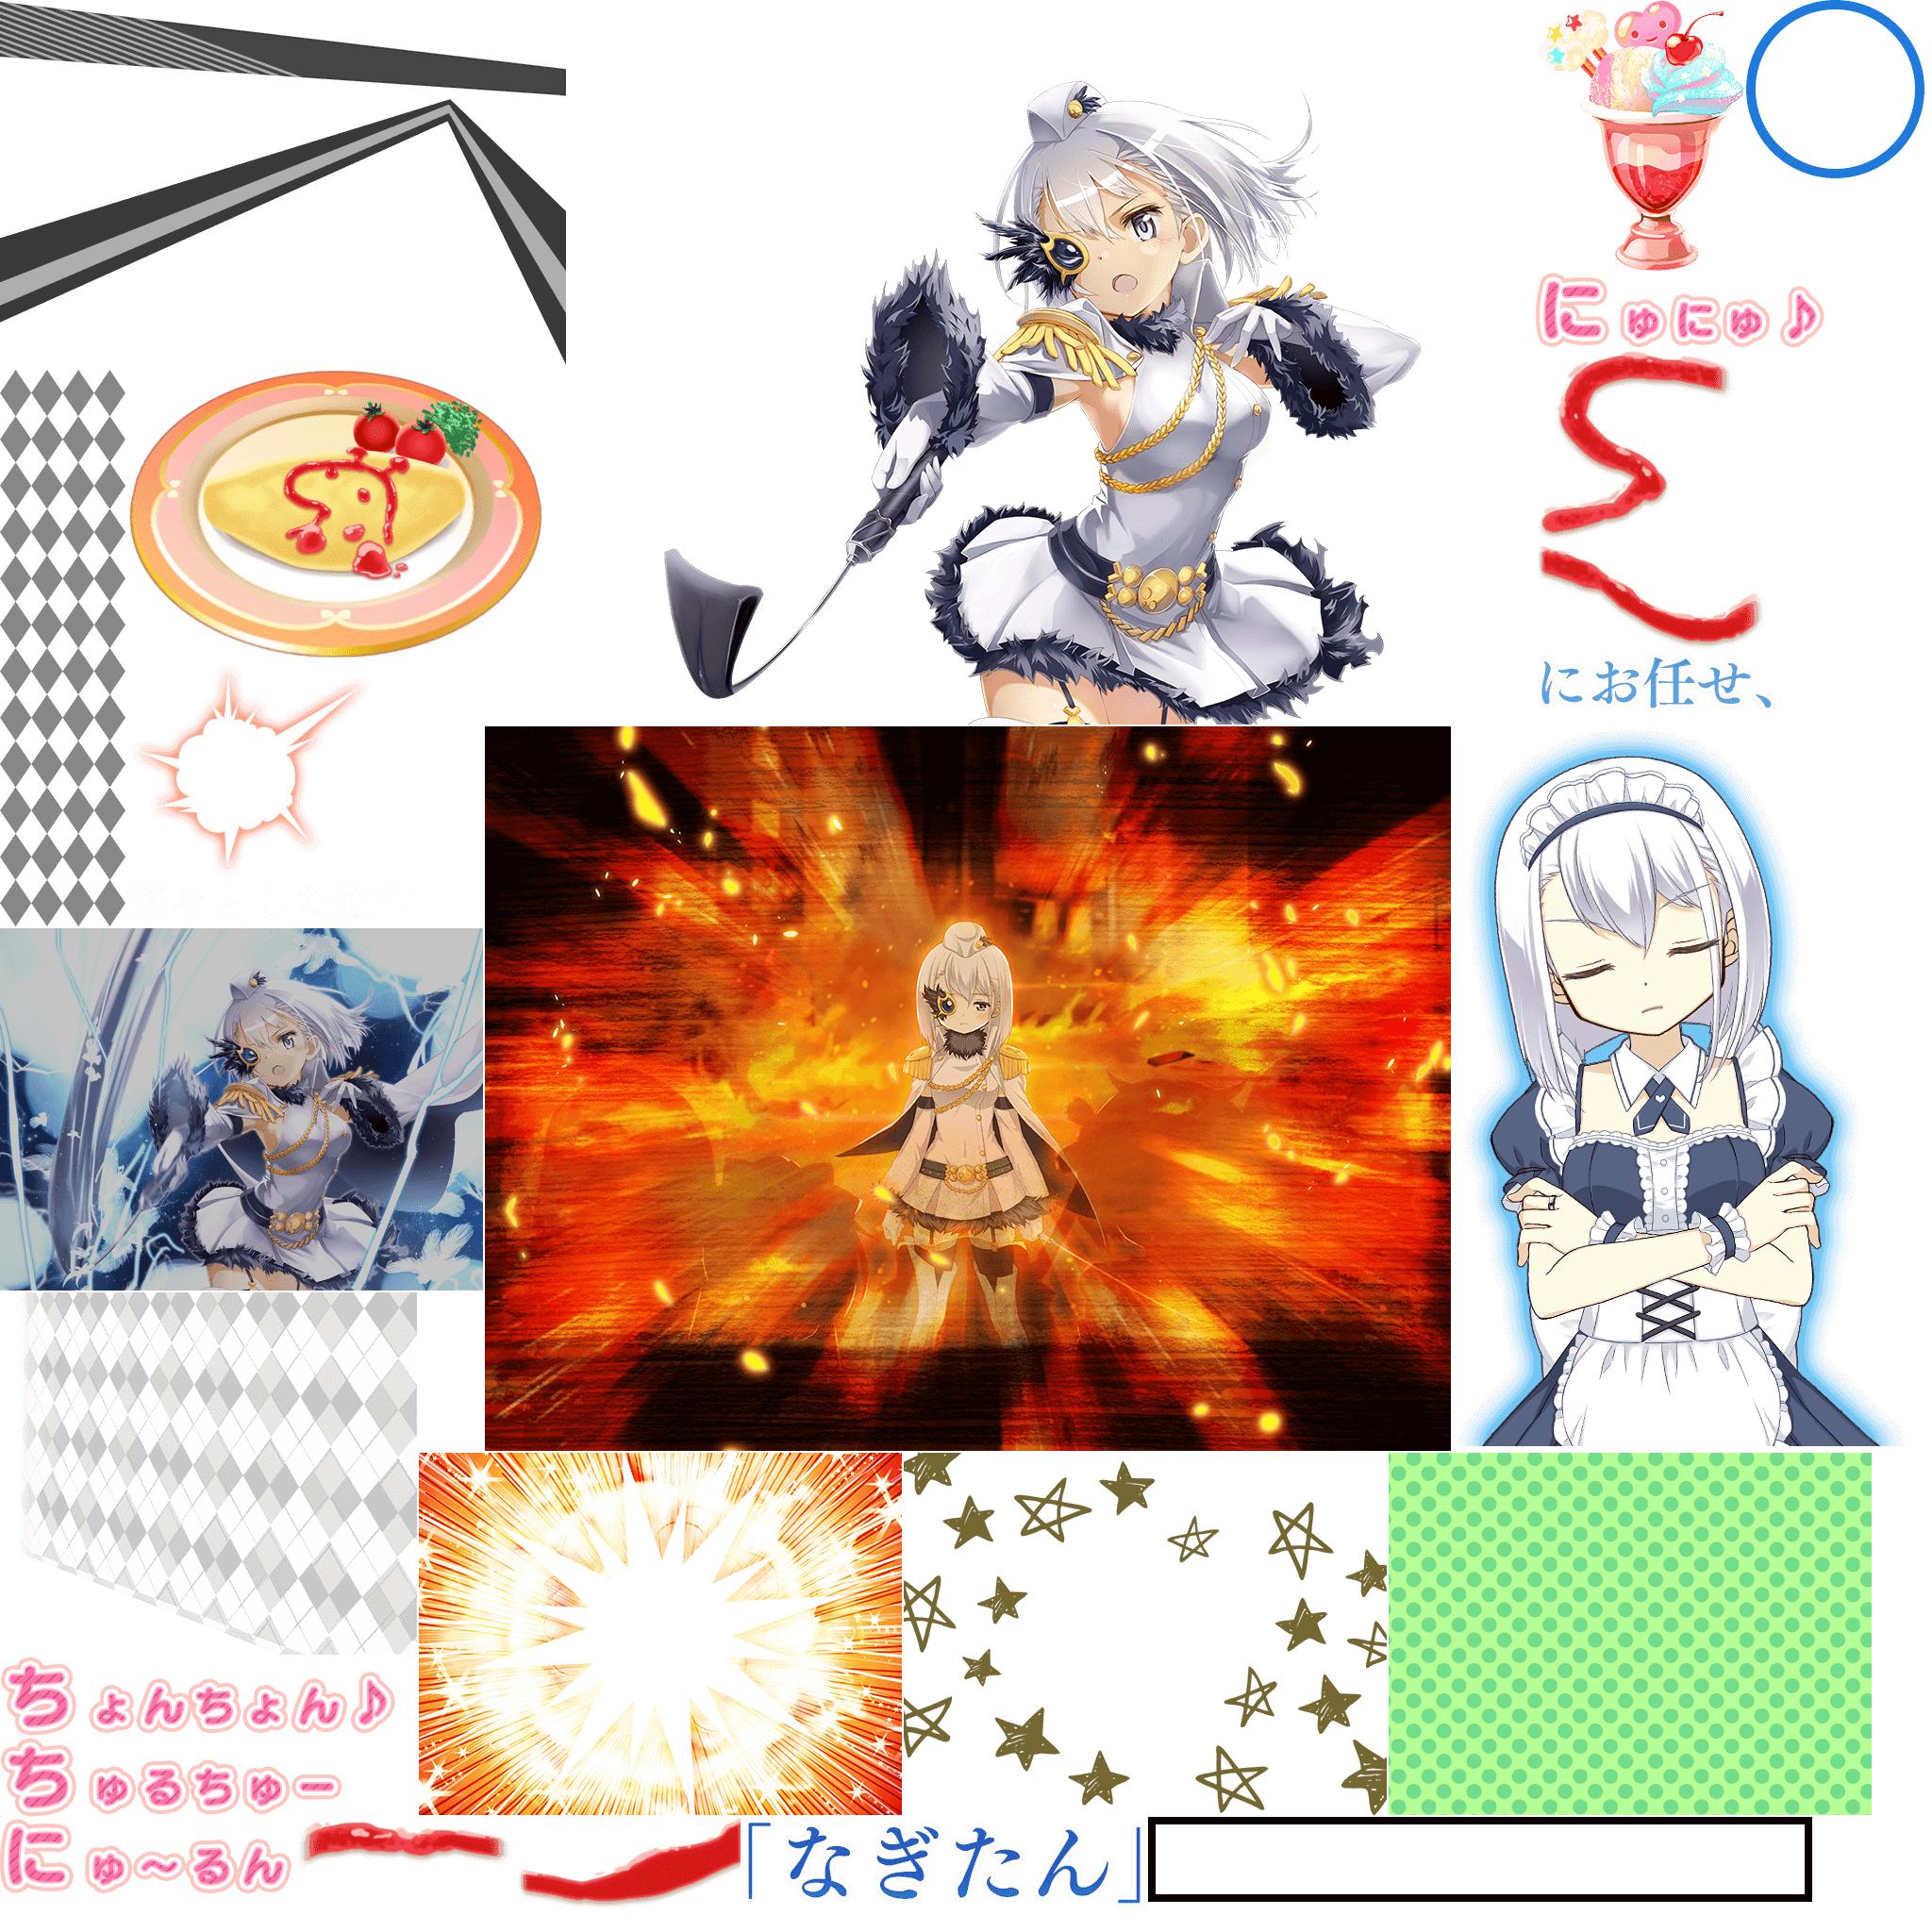 にゅにゅ♪
にお任せ、
ちょんちょん♪
ちゅるちゅー
にゅ～るん
「なぎたん」